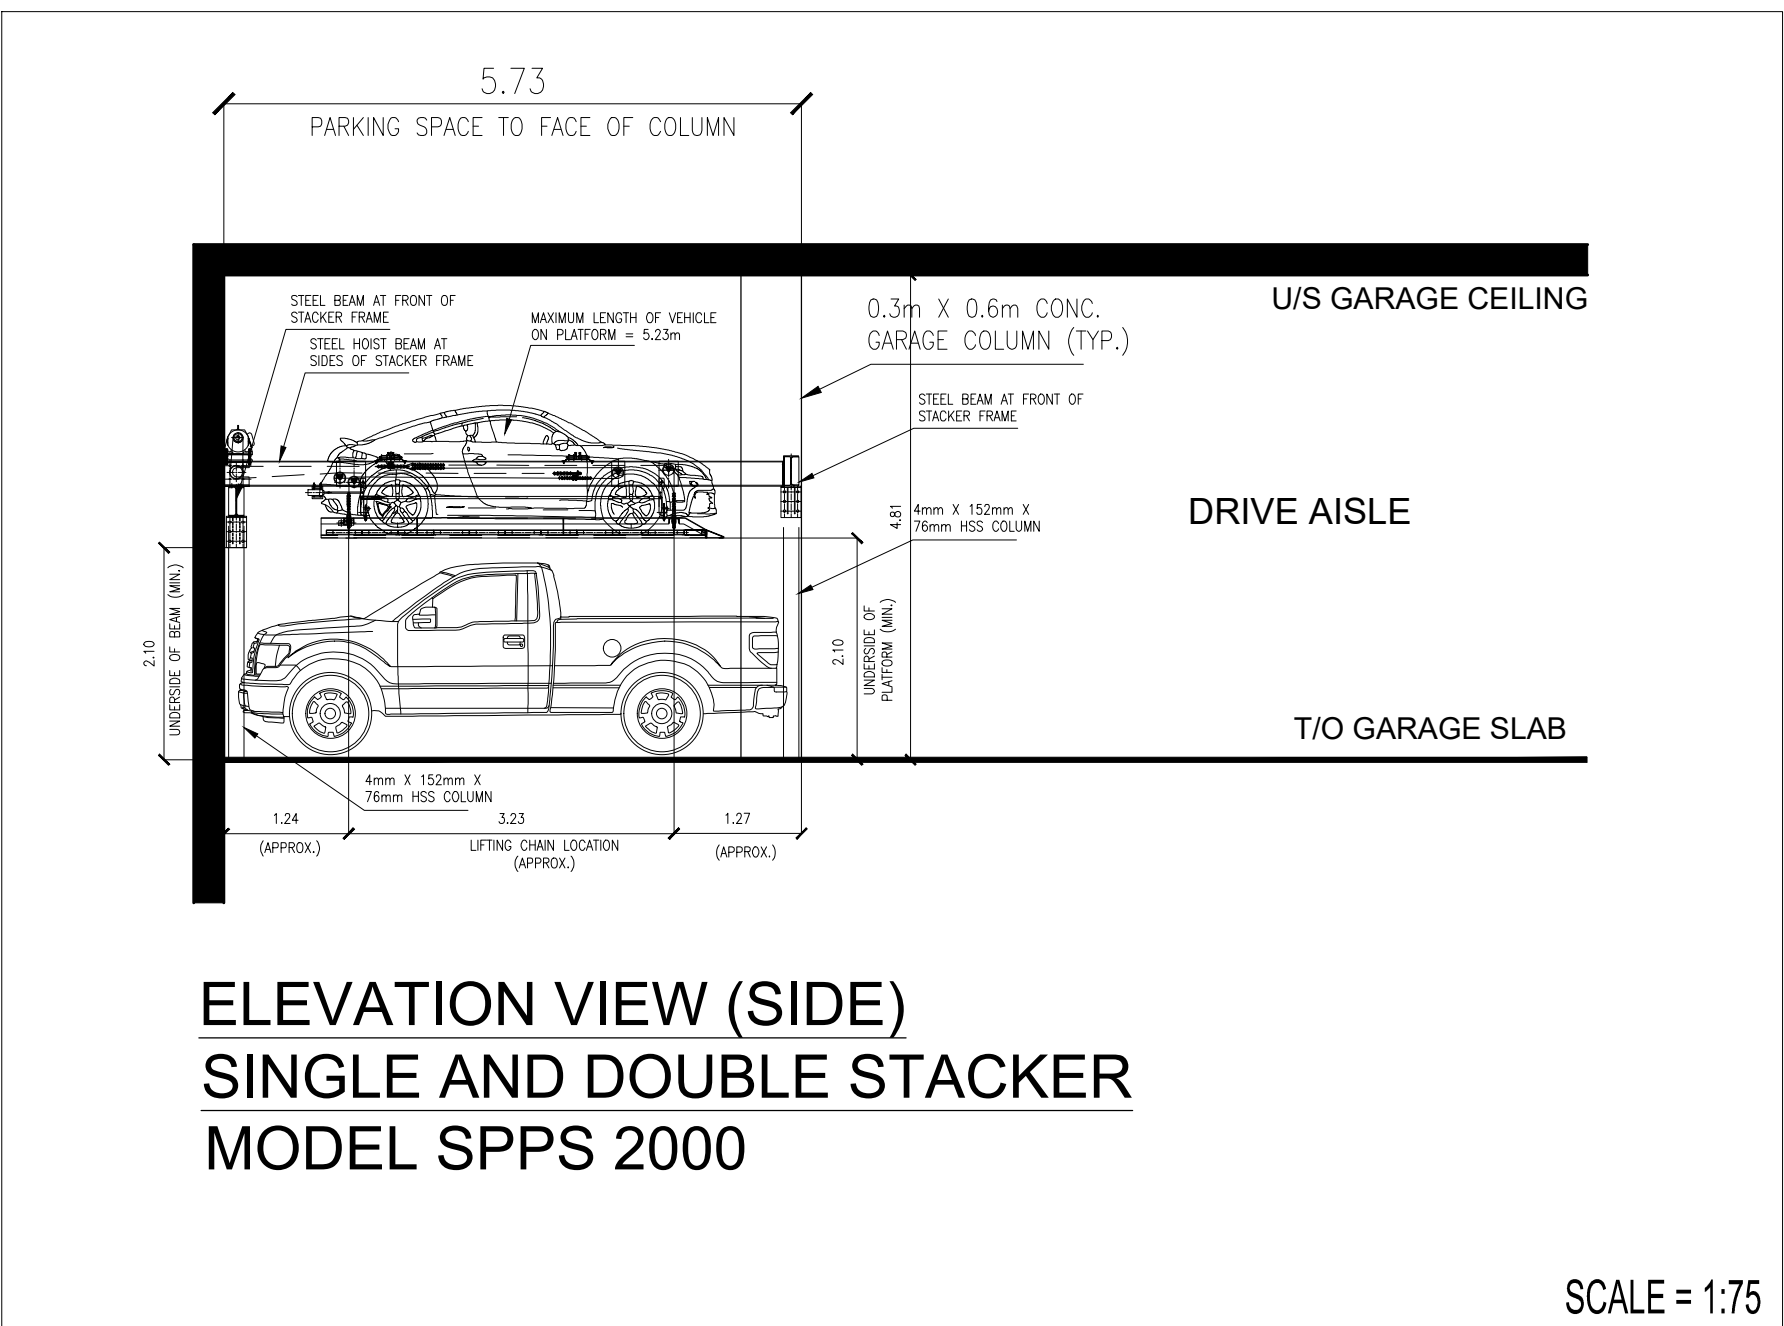 5.73
PARKING SPACE TO FACE OF COLUMN
U/S GARAGE CEILING
STEEL BEAM AT FRONT OF
STACKER FRAME
STEEL HOIST BEAM AT
SIDES OF STACKER FRAME
MAXIMUM LENGTH OF VEHICLE
ON PLATFORM = 5.23m
0.3m X 0.6m CONC.
GARAGE COLUMN (TYP.)
STEEL BEAM AT FRONT OF
STACKER FRAME
4.81
4mm X 152mm X
76mm HSS COLUMN
DRIVE AISLE
2.10
UNDERSIDE OF BEAM (MIN.)
2.10
UNDERSIDE OF
PLATFORM (MIN.)
T/O GARAGE SLAB
4mm X 152mm X
76mm HSS COLUMN
1.24
(APPROX.)
3.23
LIFTING CHAIN LOCATION
(APPROX.)
1.27
(APPROX.)
ELEVATION VIEW (SIDE)
SINGLE AND DOUBLE STACKER
MODEL SPPS 2000
SCALE = 1:75